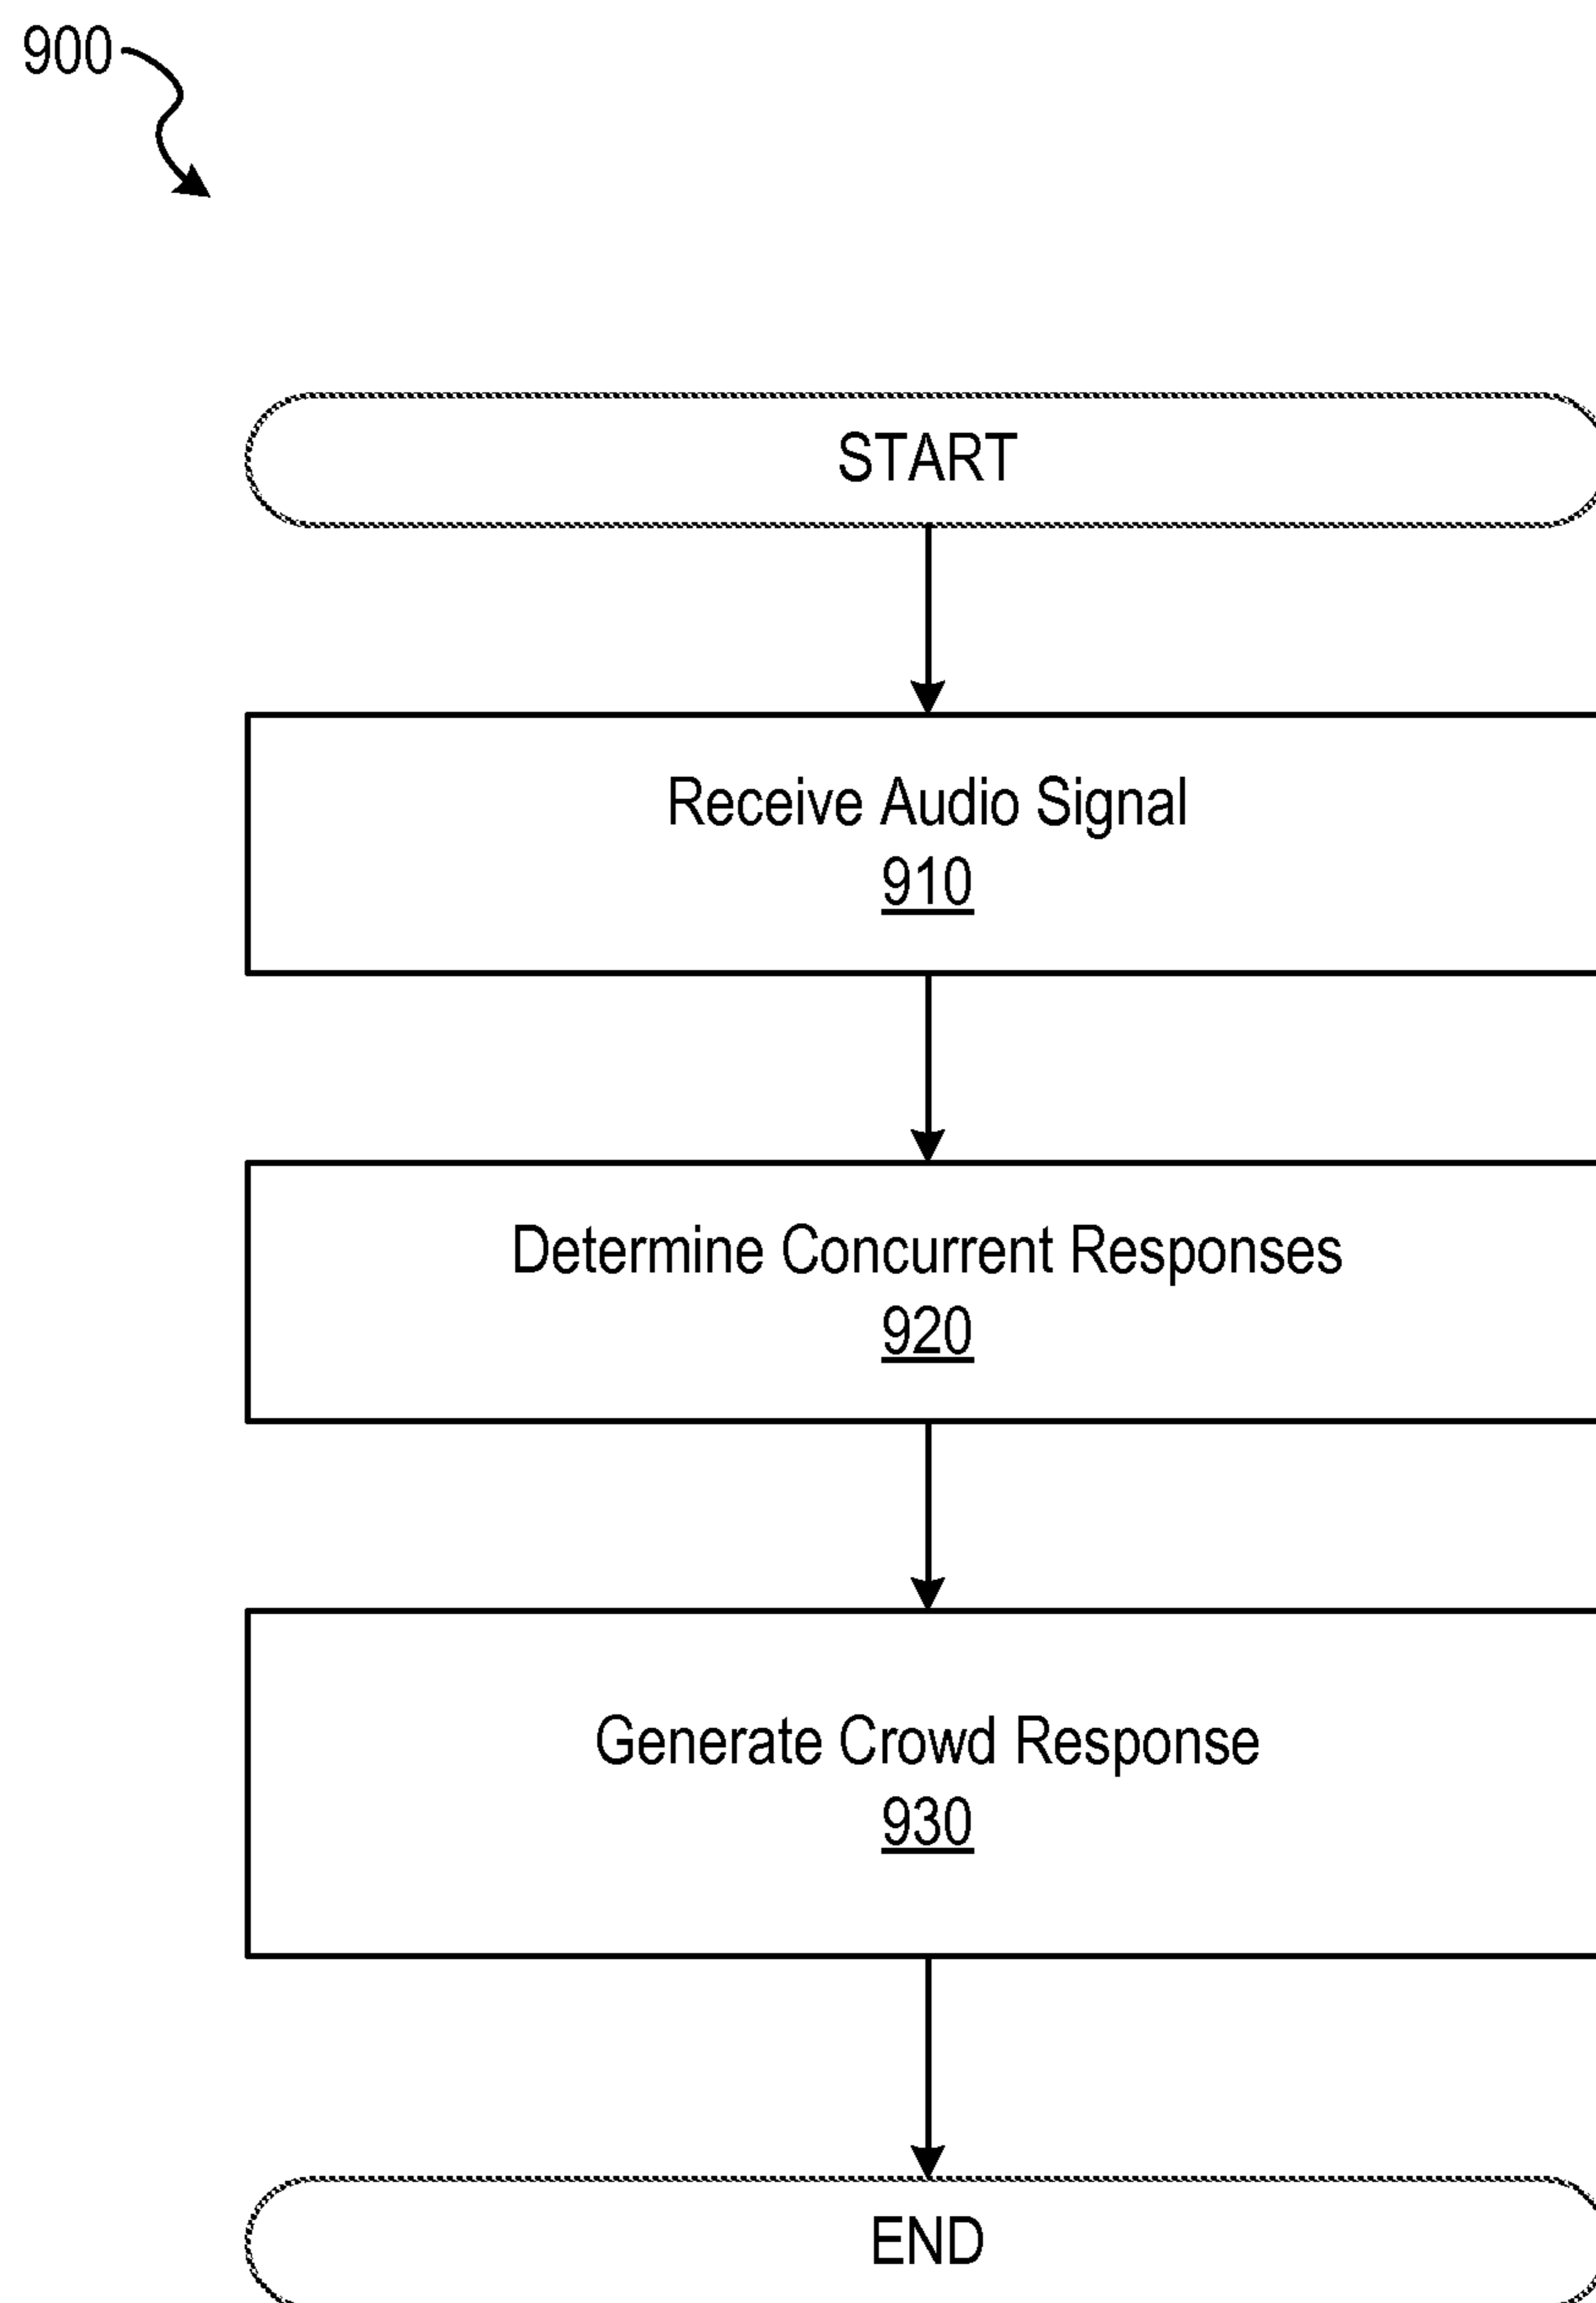 900
START
Receive Audio Signal
910
Determine Concurrent Responses
920
Generate Crowd Response
930
END